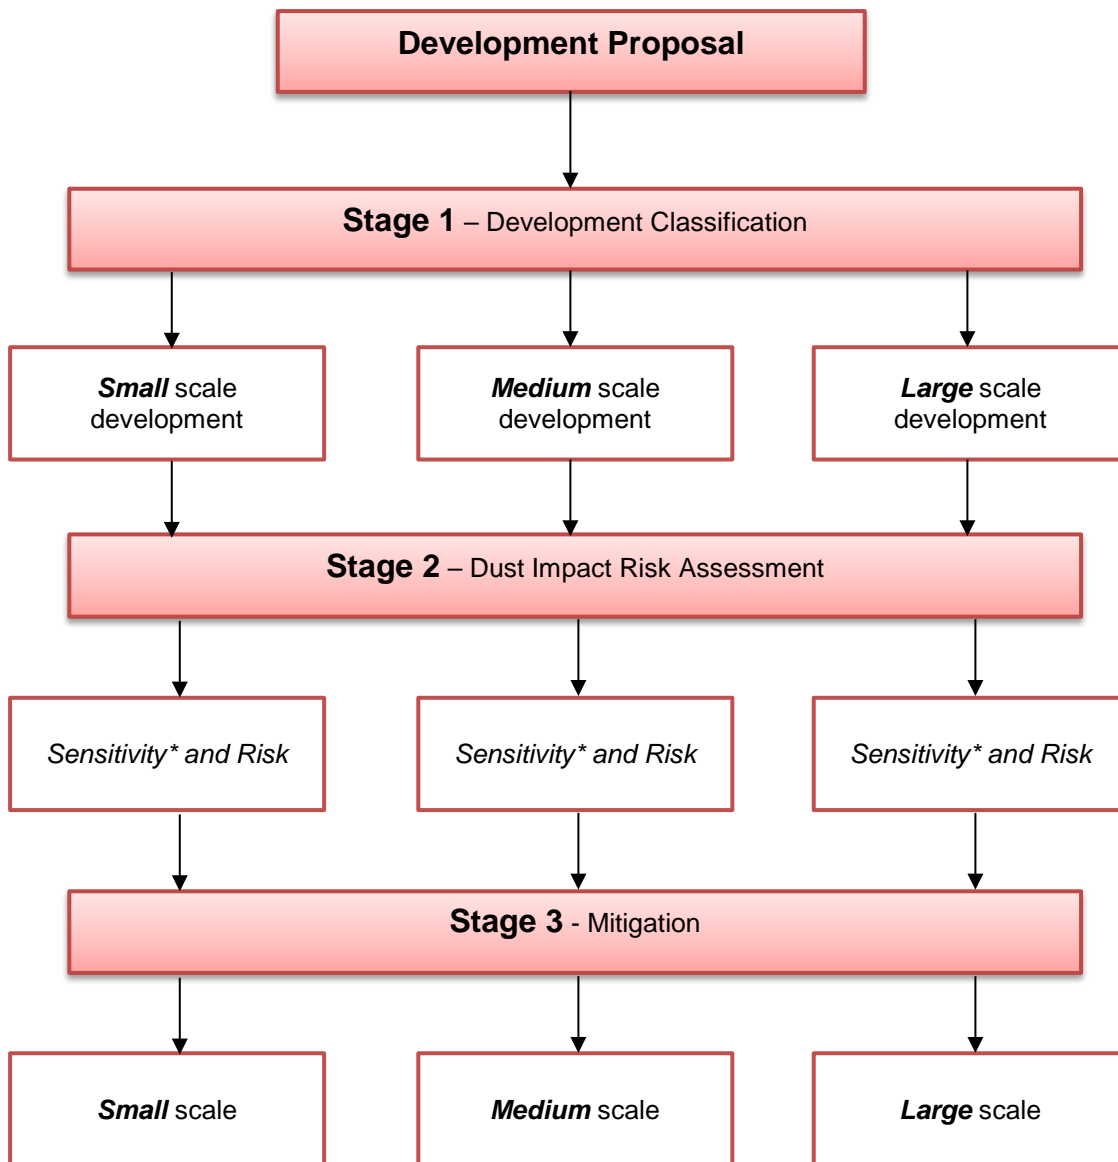 Development Proposal
Stage 1 – Development Classification
Small scale
development
Medium scale
development
Large scale
development
Stage 2 – Dust Impact Risk Assessment
Sensitivity* and Risk
Sensitivity* and Risk
Sensitivity* and Risk
Stage 3 - Mitigation
Small scale
Medium scale
Large scale